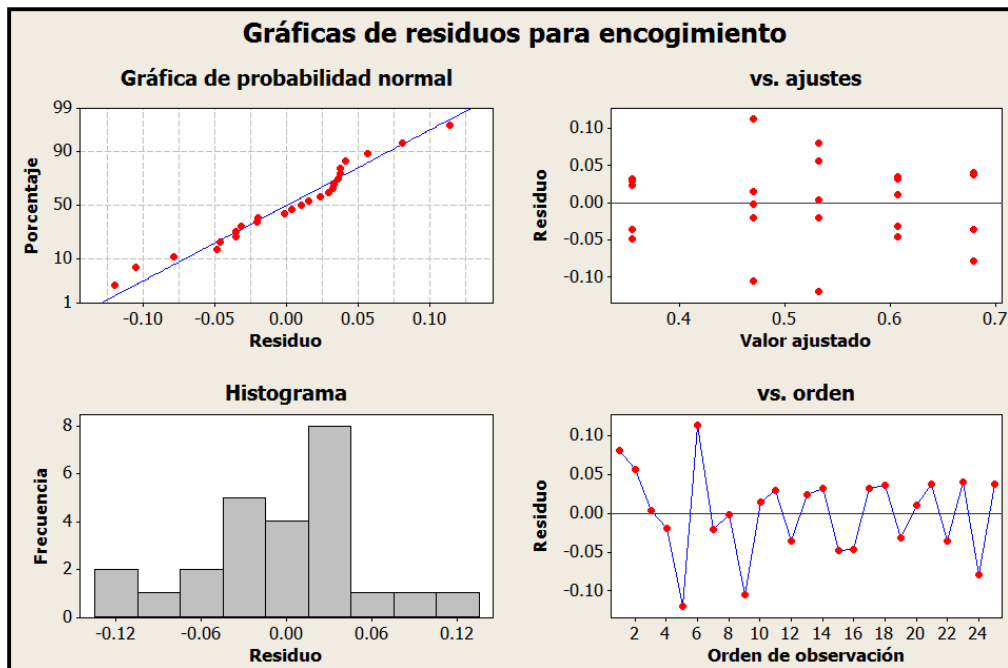 Gráficas de residuos para encogimiento
Gráfica de probabilidad normal
99
90
50
10
1
Porcentaje
-0.10 -0.05 0.00 0.05 0.10
Residuo
vs. ajustes
0.10
0.05
0.00
-0.05
-0.10
Residuo
0.4 0.5 0.6 0.7
Valor ajustado
Histograma
8
6
4
2
0
Frecuencia
-0.12 -0.06 0.00 0.06 0.12
Residuo
vs. orden
0.10
0.05
0.00
-0.05
-0.10
Residuo
2 4 6 8 10 12 14 16 18 20 22 24
Orden de observación